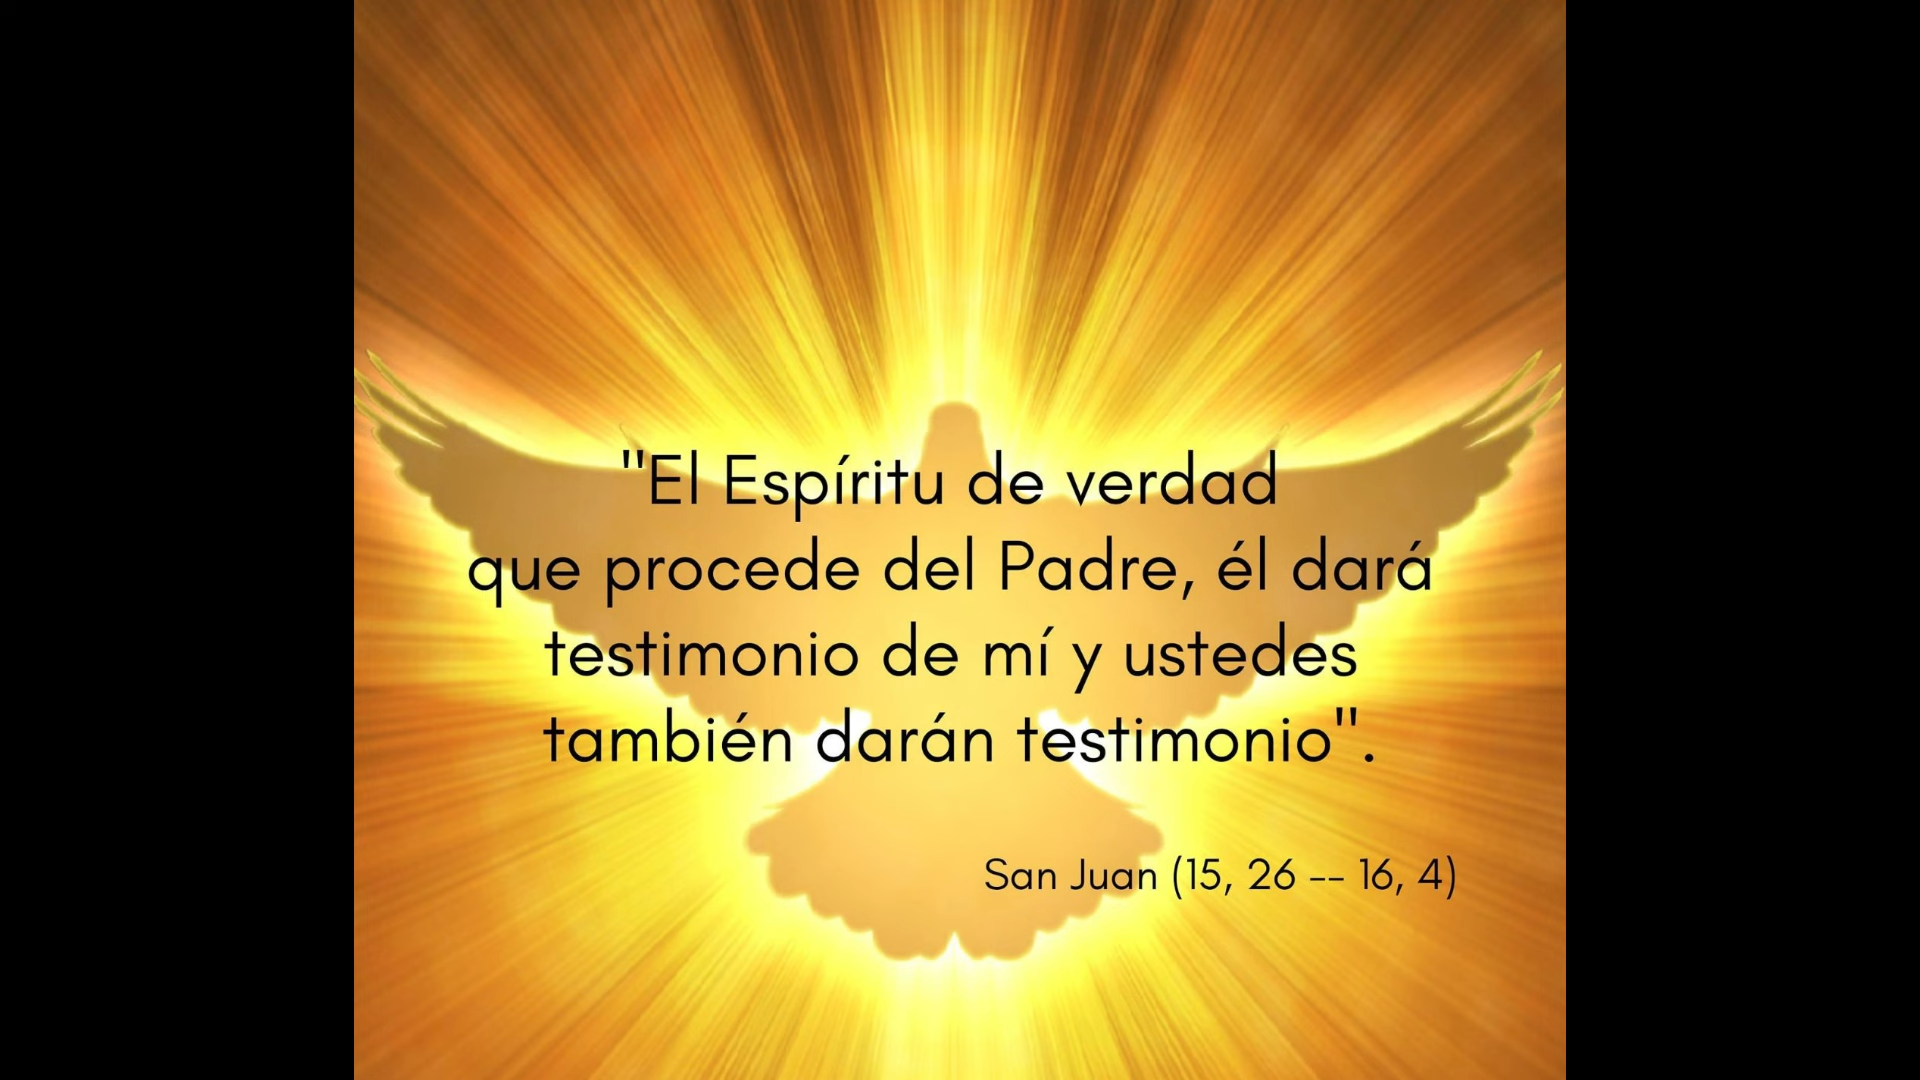 "El Espíritu de verdad
que procede del Padre, él dará
testimonio de mí y ustedes
también darán testimonio".
San Juan (15, 26 -- 16, 4)